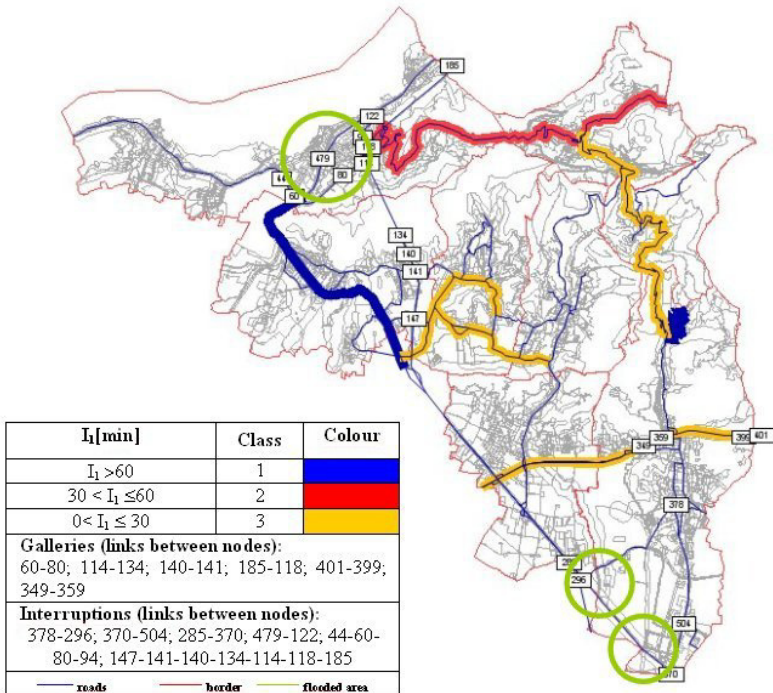 185
122
118
479
80
44
60
134
140
141
147
349
359
399
401
378
296
504
I₁[min] Class Colour
I₁ >60 1
30 < I₁ ≤60 2
0< I₁ ≤ 30 3
Galleries (links between nodes):
60-80; 114-134; 140-141; 185-118; 401-399;
349-359
Interruptions (links between nodes):
378-296; 370-504; 285-370; 479-122; 44-60-
80-94; 147-141-140-134-114-118-185
roads border flooded area